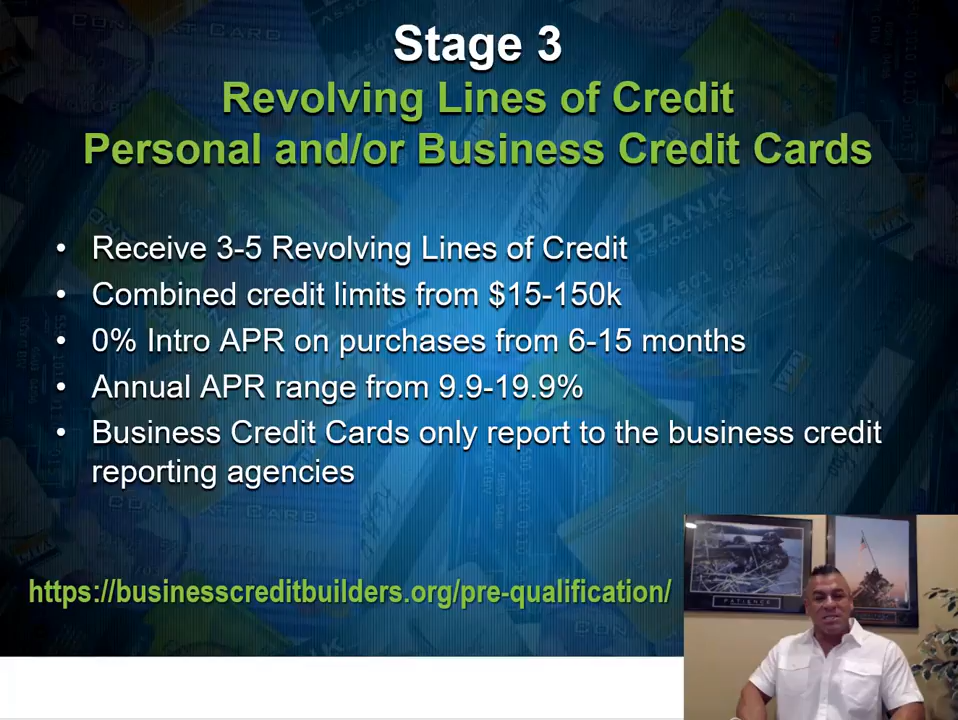 Stage 3
Revolving Lines of Credit
Personal and/or Business Credit Cards
• Receive 3-5 Revolving Lines of Credit
• Combined credit limits from $15-150k
• 0% Intro APR on purchases from 6-15 months
• Annual APR range from 9.9-19.9%
• Business Credit Cards only report to the business credit
reporting agencies
https://businesscreditbuilders.org/pre-qualification/
PATIENCE
BANK